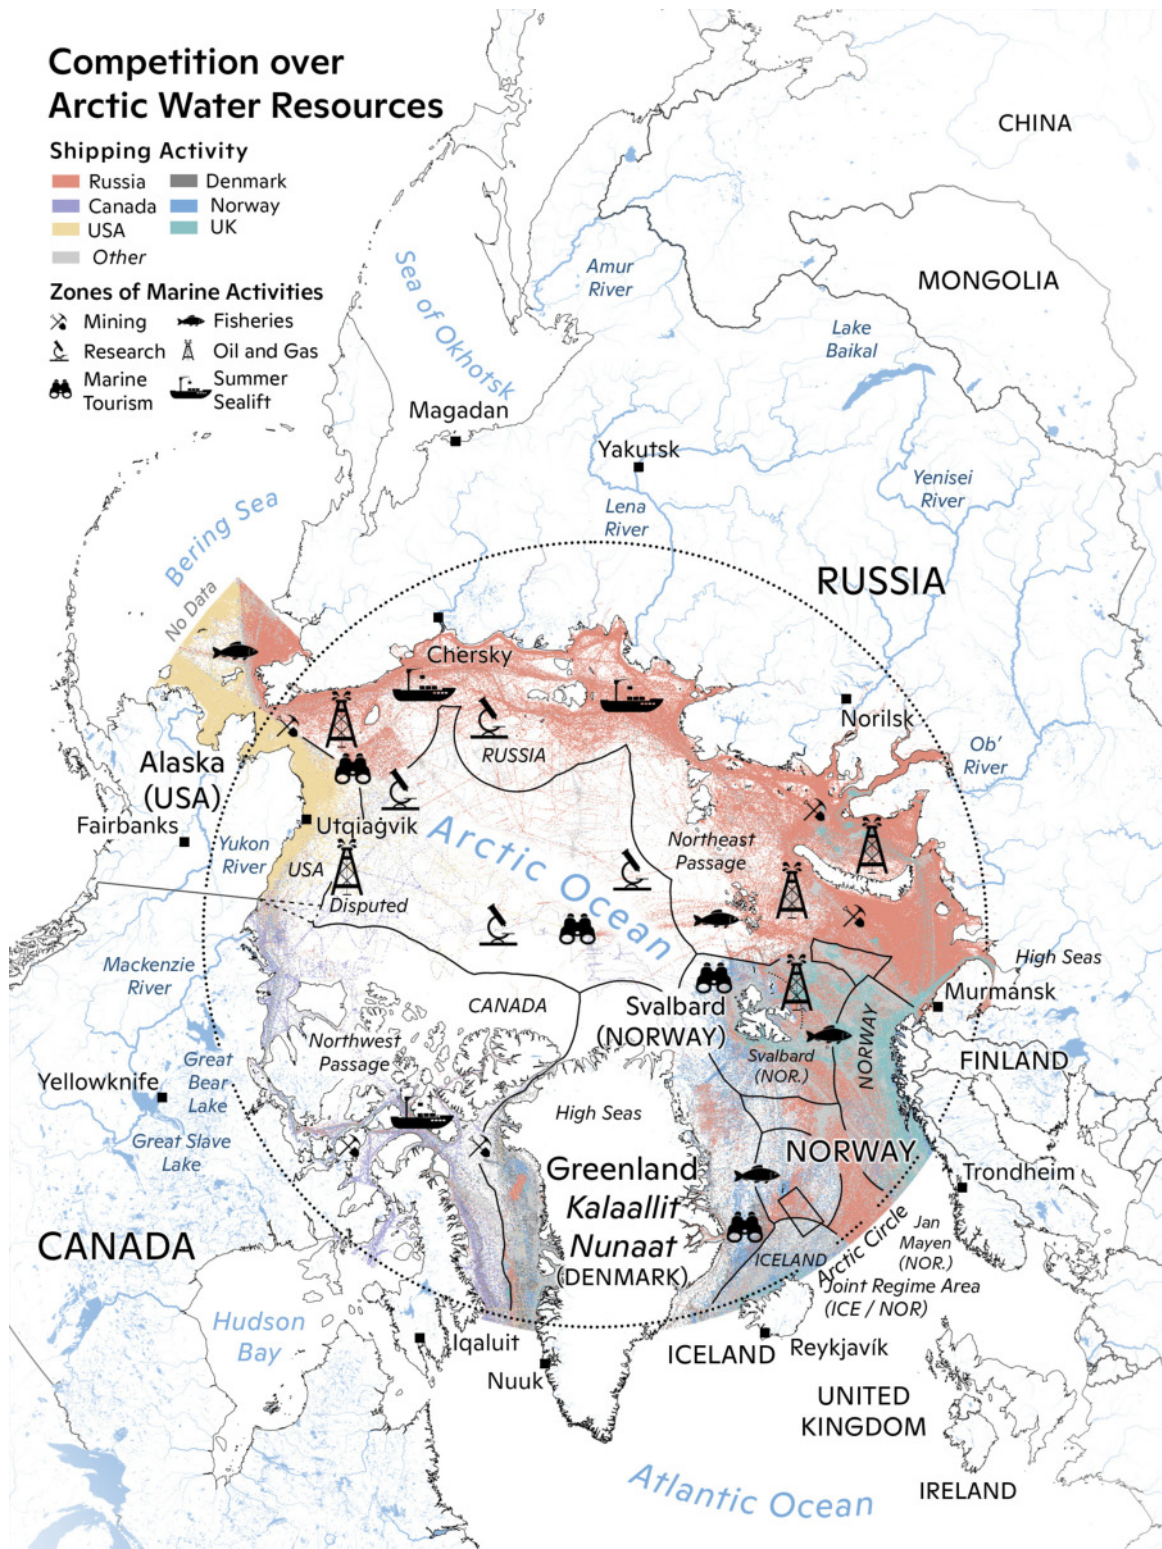 Competition over
Arctic Water Resources
Shipping Activity
Russia
Denmark
Canada
Norway
USA
UK
Other
Zones of Marine Activities
Mining
Fisheries
Research
Oil and Gas
Marine
Tourism
Summer
Sealift
CHINA
Amur
River
MONGOLIA
Sea of Okhotsk
Lake
Baikal
Magadan
Yakutsk
Yenisei
River
Lena
River
Bering Sea
RUSSIA
No Data
Chersky
Norilsk
RUSSIA
Ob'
River
Alaska
(USA)
Fairbanks
Utqiaġvik
Yukon
River
USA
Arctic Ocean
Northeast
Passage
Disputed
High Seas
Mackenzie
River
Murmansk
CANADA
Svalbard
(NORWAY)
Northwest
Passage
Svalbard
(NOR.)
NORWAY
FINLAND
Great
Bear
Lake
Yellowknife
High Seas
Great Slave
Lake
NORWAY
Greenland
Kalaallit
Nunaat
(DENMARK)
Trondheim
CANADA
Arctic Circle
Jan
Mayen
(NOR.)
ICELAND
Joint Regime Area
(ICE / NOR)
Hudson
Bay
Iqaluit
Nuuk
ICELAND
Reykjavík
UNITED
KINGDOM
IRELAND
Atlantic Ocean